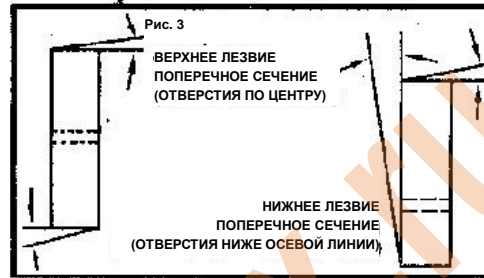 Рис. 3
ВЕРХНЕЕ ЛЕЗВИЕ
ПОПЕРЕЧНОЕ СЕЧЕНИЕ
(ОТВЕРСТИЯ ПО ЦЕНТРУ)
НИЖНЕЕ ЛЕЗВИЕ
ПОПЕРЕЧНОЕ СЕЧЕНИЕ
(ОТВЕРСТИЯ НИЖЕ ОСЕВОЙ ЛИНИИ)